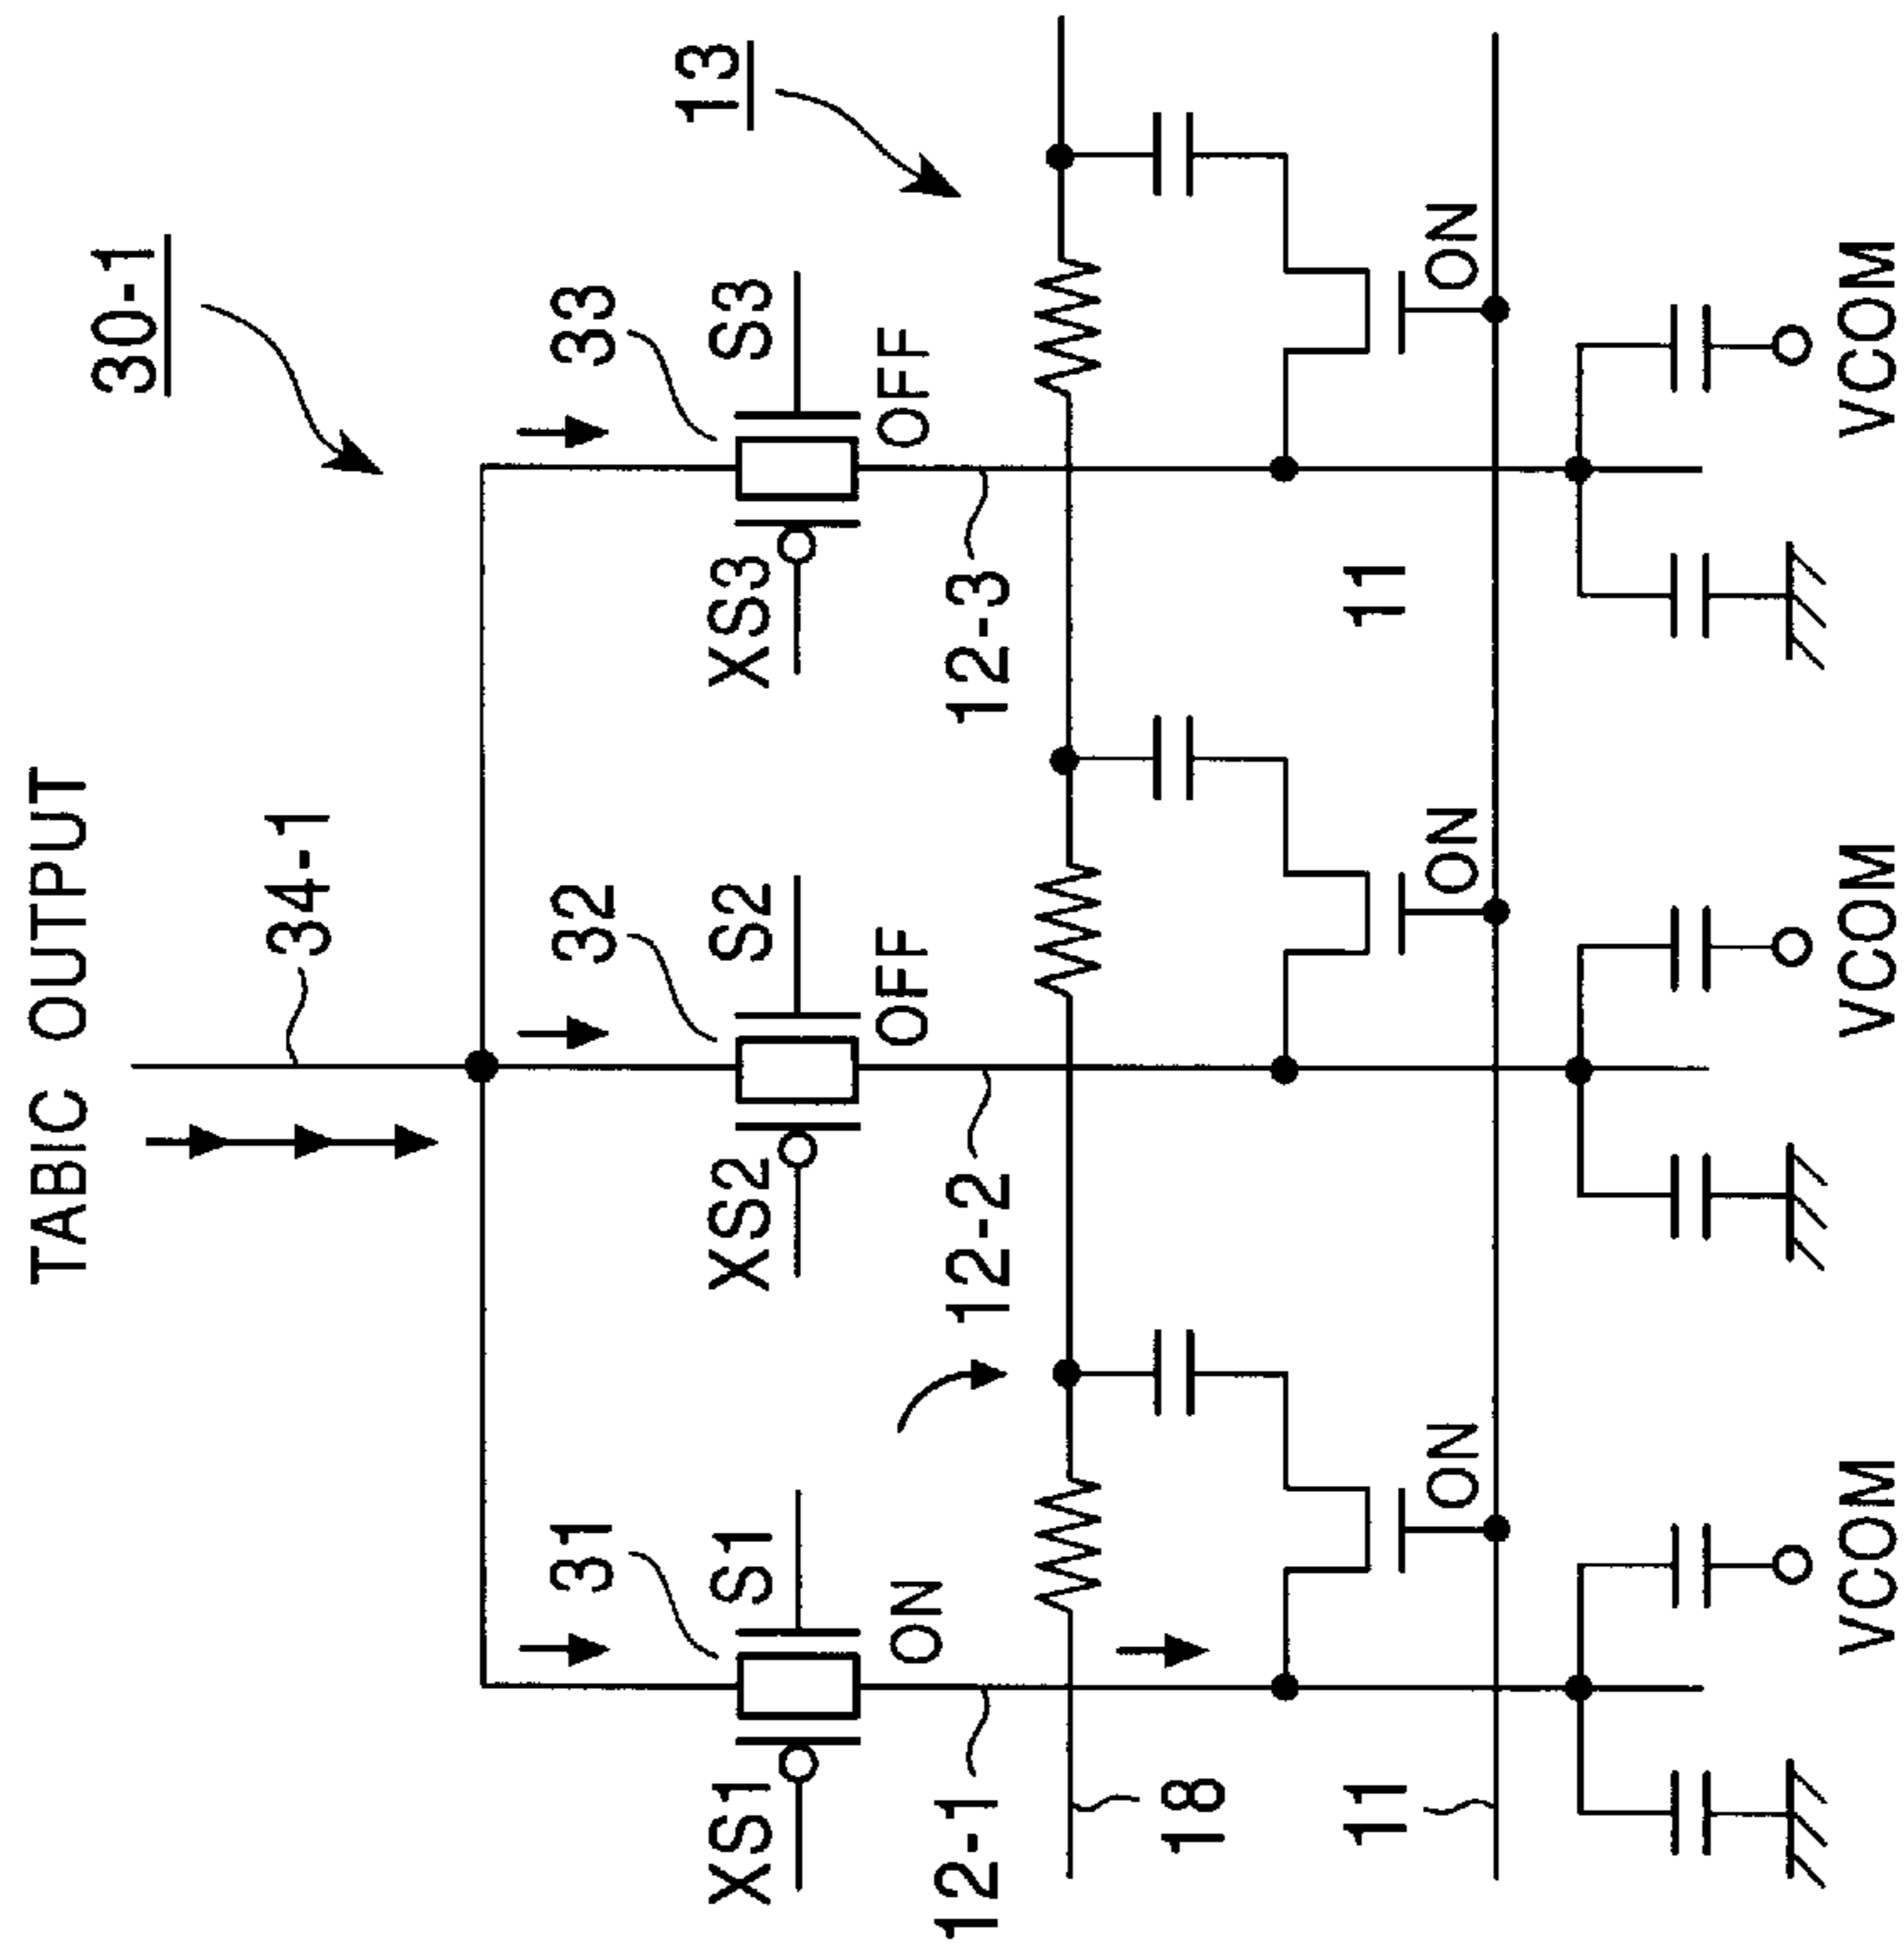 TABIC OUTPUT
30-1
34-1
31
32
33
13
XS1
S1
XS2
S2
XS3
S3
ON
OFF
OFF
12-1
12-2
12-3
18
11
11
ON
ON
ON
VCOM
VCOM
VCOM